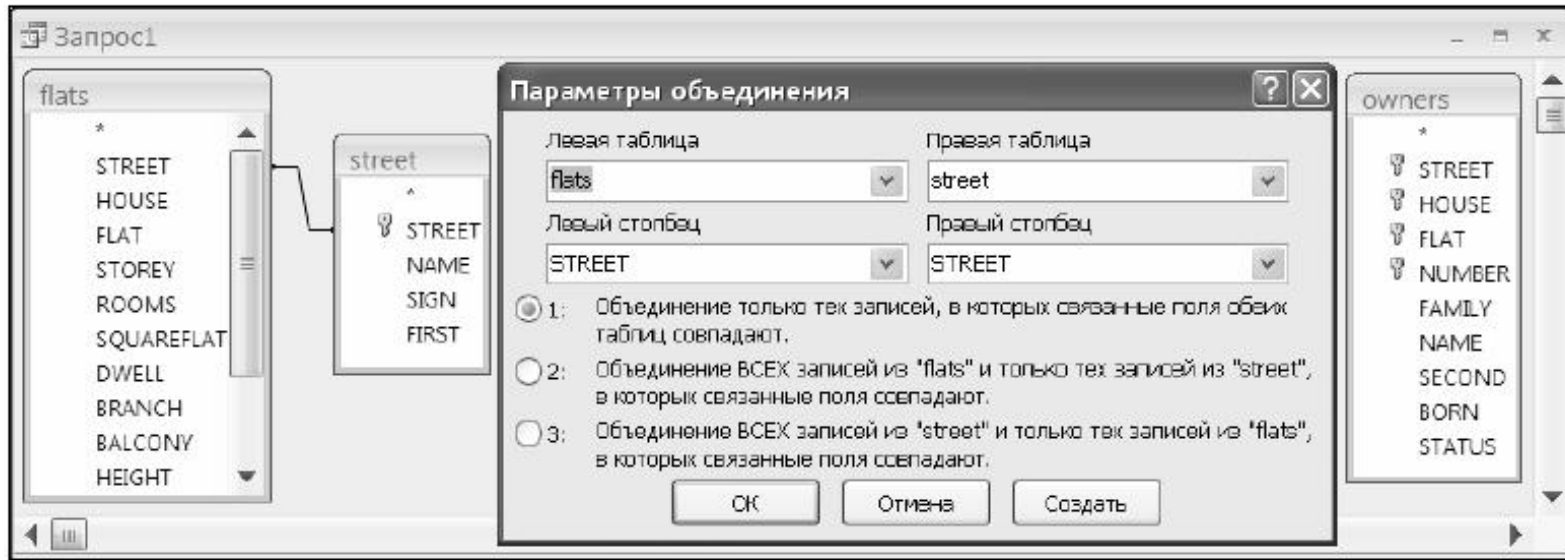 Запрос1
flats
*
STREET
HOUSE
FLAT
STOREY
ROOMS
SQUAREFLAT
DWELL
BRANCH
BALCONY
HEIGHT
street
*
STREET
NAME
SIGN
FIRST
Параметры объединения
Левая таблица
Правая таблица
flats
street
Левый столбец
Правый столбец
STREET
STREET
1: Объединение только тех записей, в которых связанные поля обеих
таблиц совпадают.
2: Объединение ВСЕХ записей из "flats" и только тех записей из "street",
в которых связанные поля совпадают.
3: Объединение ВСЕХ записей из "street" и только тех записей из "flats",
в которых связанные поля совпадают.
ОК
Отмена
Создать
owners
*
STREET
HOUSE
FLAT
NUMBER
FAMILY
NAME
SECOND
BORN
STATUS